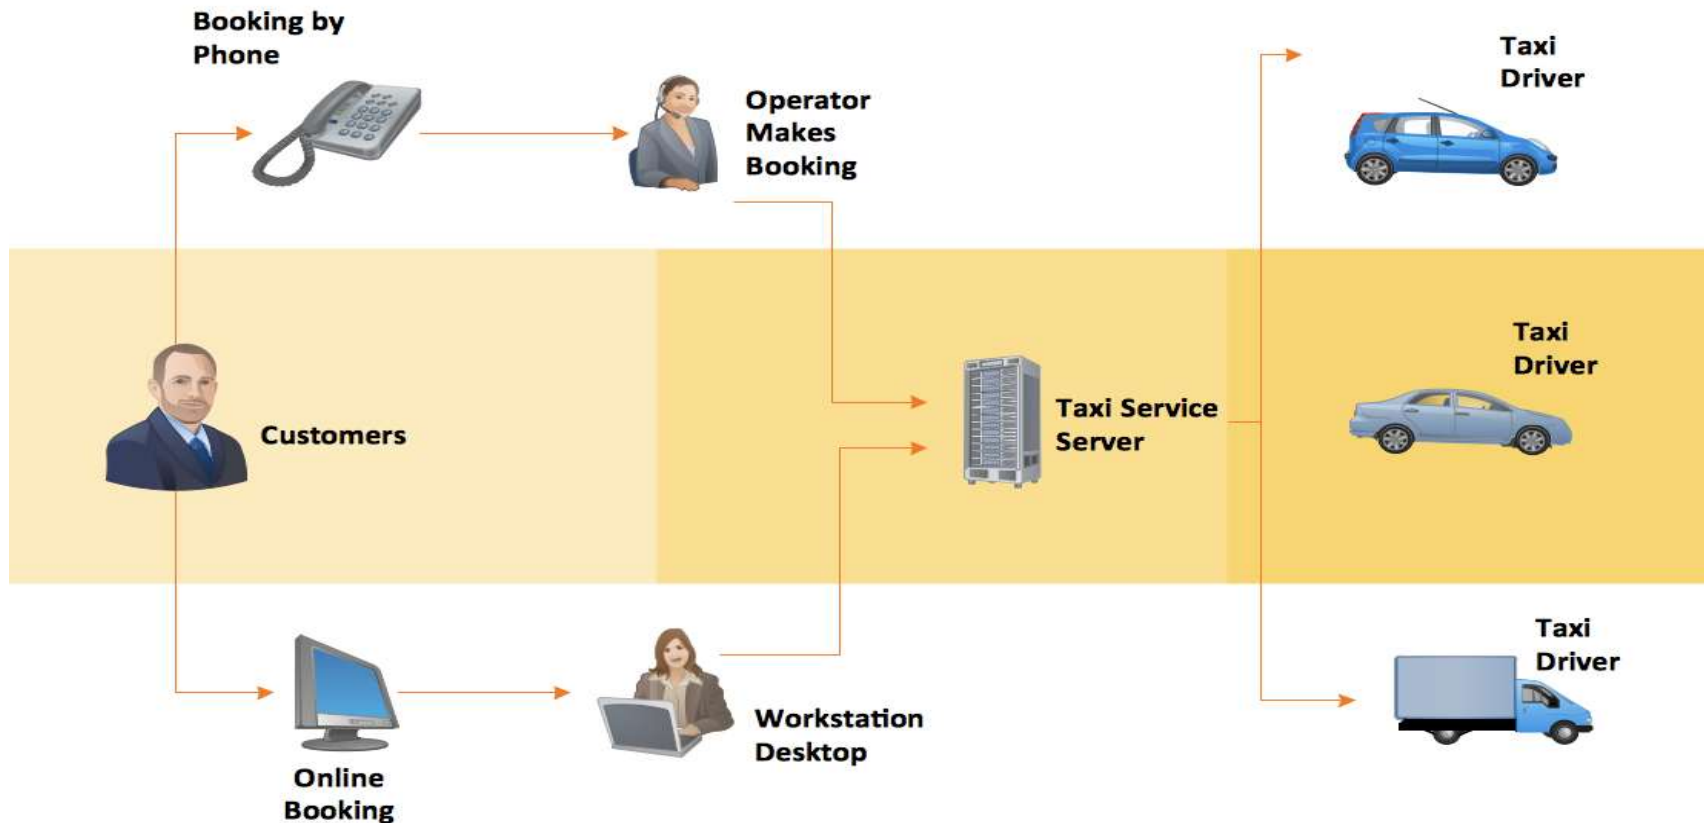 Booking by
Phone
Operator
Makes
Booking
Taxi
Driver
Customers
Taxi Service
Server
Taxi
Driver
Online
Booking
Workstation
Desktop
Taxi
Driver